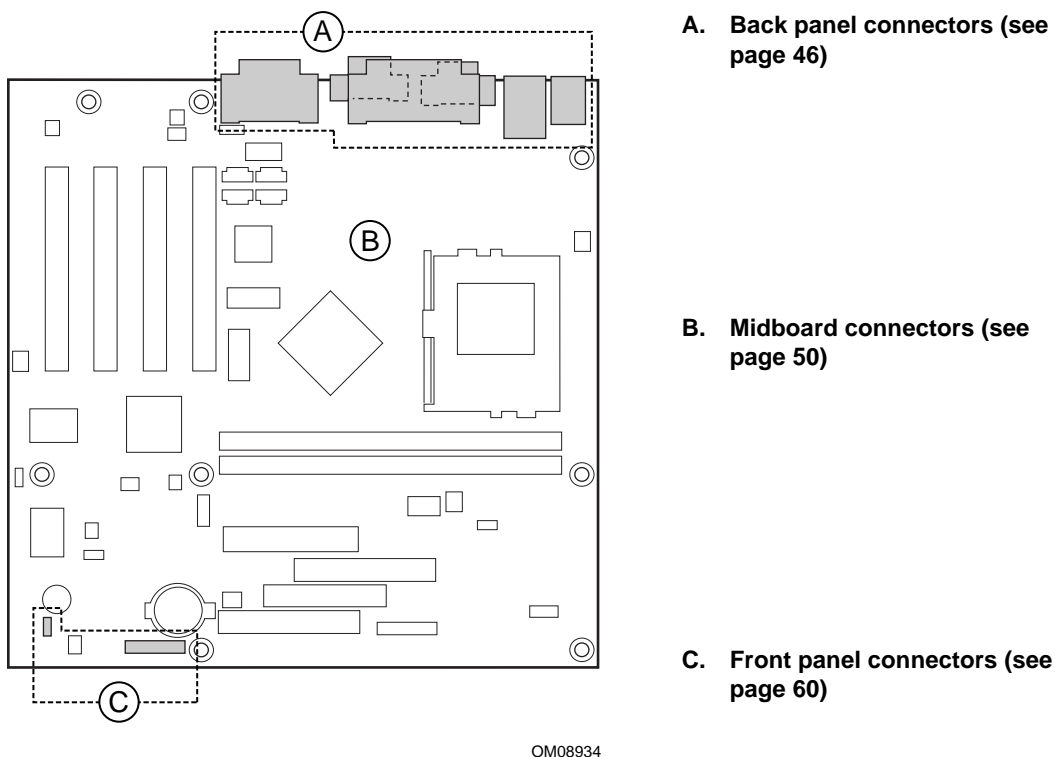 A
A. Back panel connectors (see
page 46)
B
B. Midboard connectors (see
page 50)
C
C. Front panel connectors (see
page 60)
OM08934